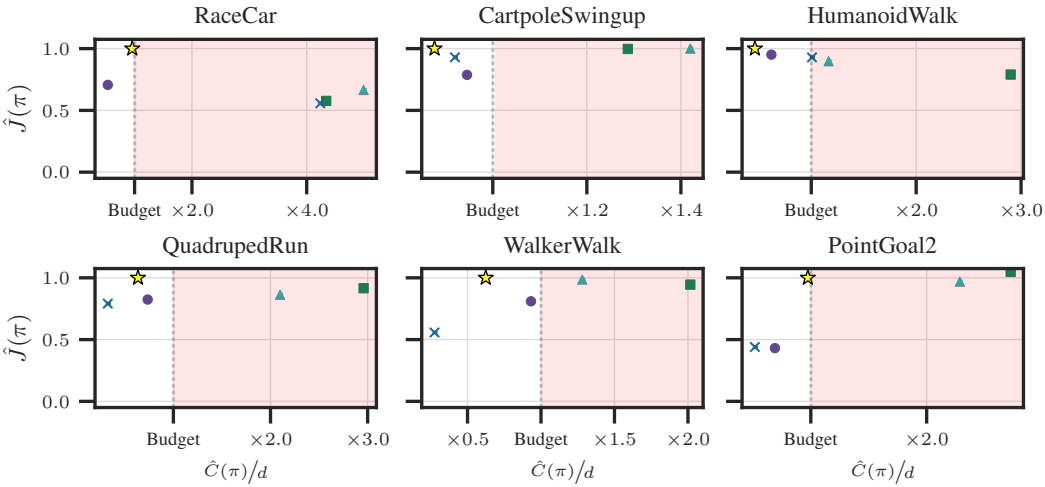 RaceCar CartpoleSwingup HumanoidWalk
1.0
0.5
0.0
Ĵ(π)
Budget ×2.0 ×4.0 Budget ×1.2 ×1.4 Budget ×2.0 ×3.0
QuadrupedRun WalkerWalk PointGoal2
1.0
0.5
0.0
Ĵ(π)
Budget ×2.0 ×3.0 ×0.5 Budget ×1.5 ×2.0 Budget ×2.0
Ĉ(π)/d Ĉ(π)/d Ĉ(π)/d